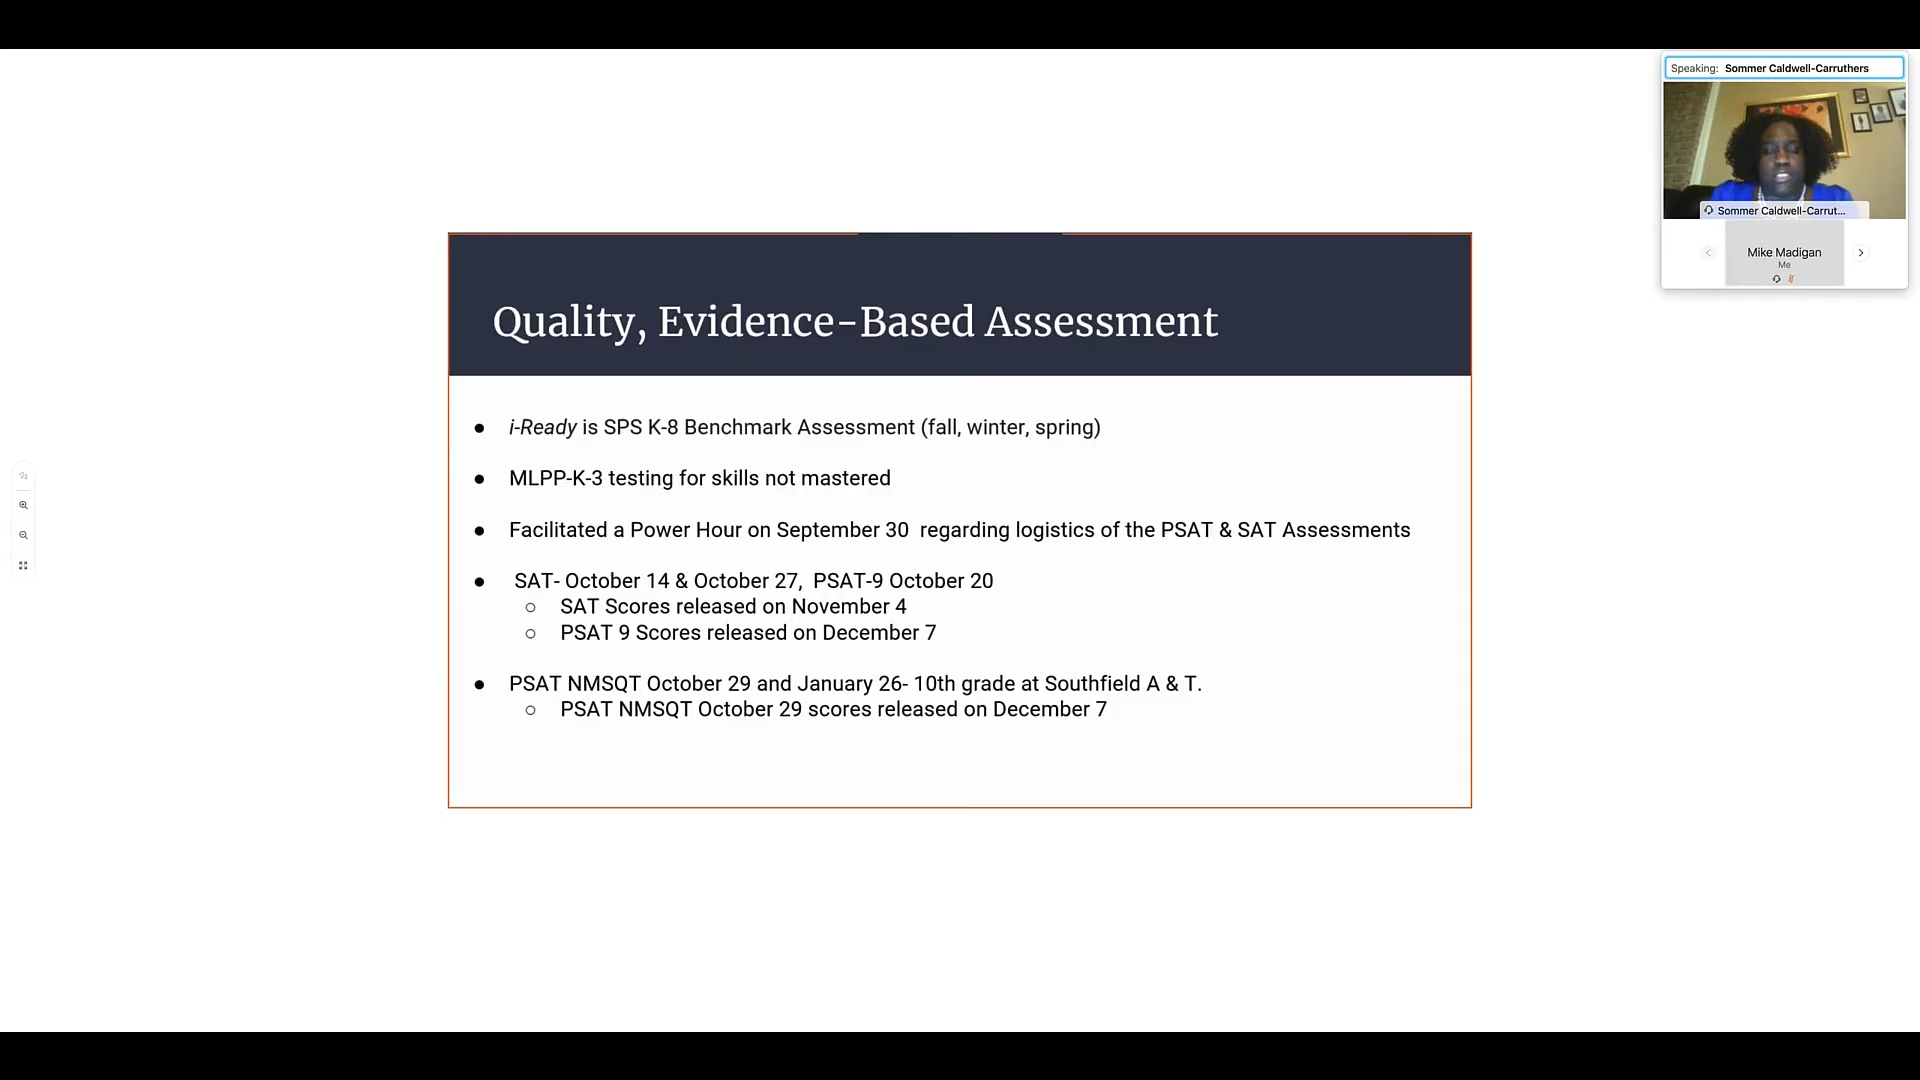 Speaking: Sommer Caldwell-Carruthers
Sommer Caldwell-Carrut...
Mike Madigan
Me
Quality, Evidence-Based Assessment
● i-Ready is SPS K-8 Benchmark Assessment (fall, winter, spring)
● MLPP-K-3 testing for skills not mastered
● Facilitated a Power Hour on September 30 regarding logistics of the PSAT & SAT Assessments
● SAT- October 14 & October 27, PSAT-9 October 20
○ SAT Scores released on November 4
○ PSAT 9 Scores released on December 7
● PSAT NMSQT October 29 and January 26- 10th grade at Southfield A & T.
○ PSAT NMSQT October 29 scores released on December 7